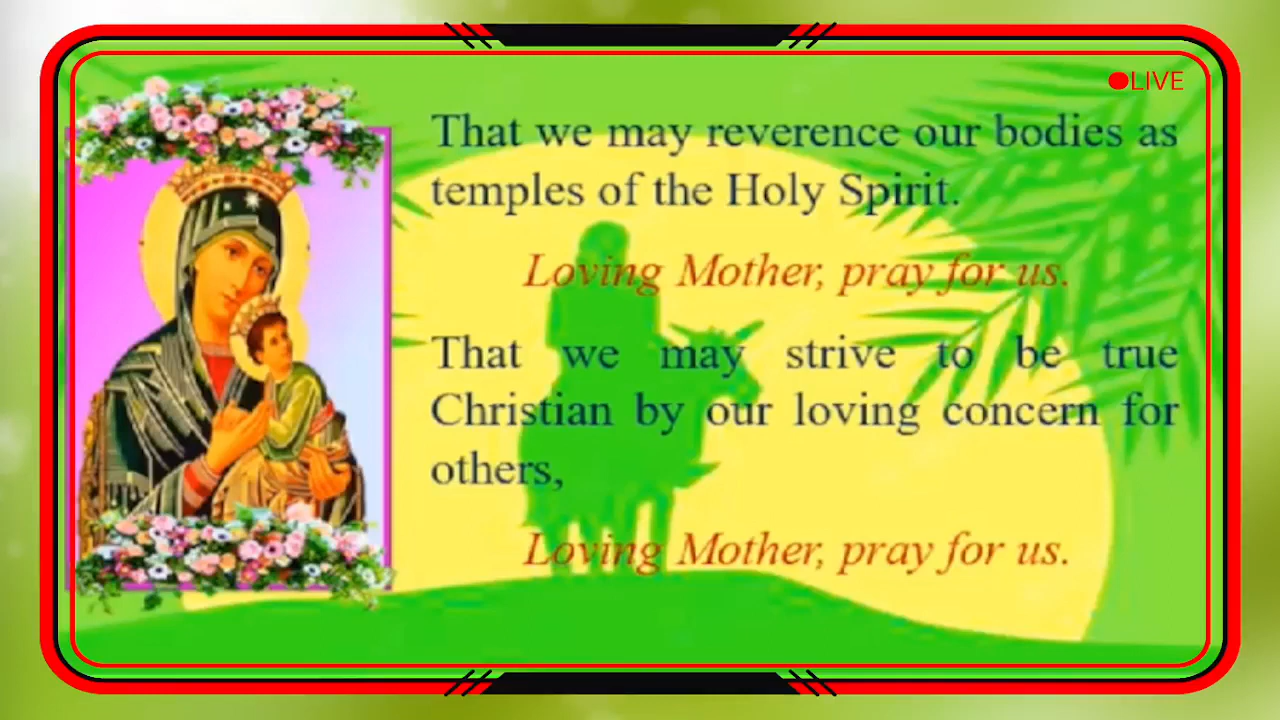 LIVE
That we may reverence our bodies as
temples of the Holy Spirit.
Loving Mother, pray for us.
That we may strive to be true
Christian by our loving concern for
others,
Loving Mother, pray for us.